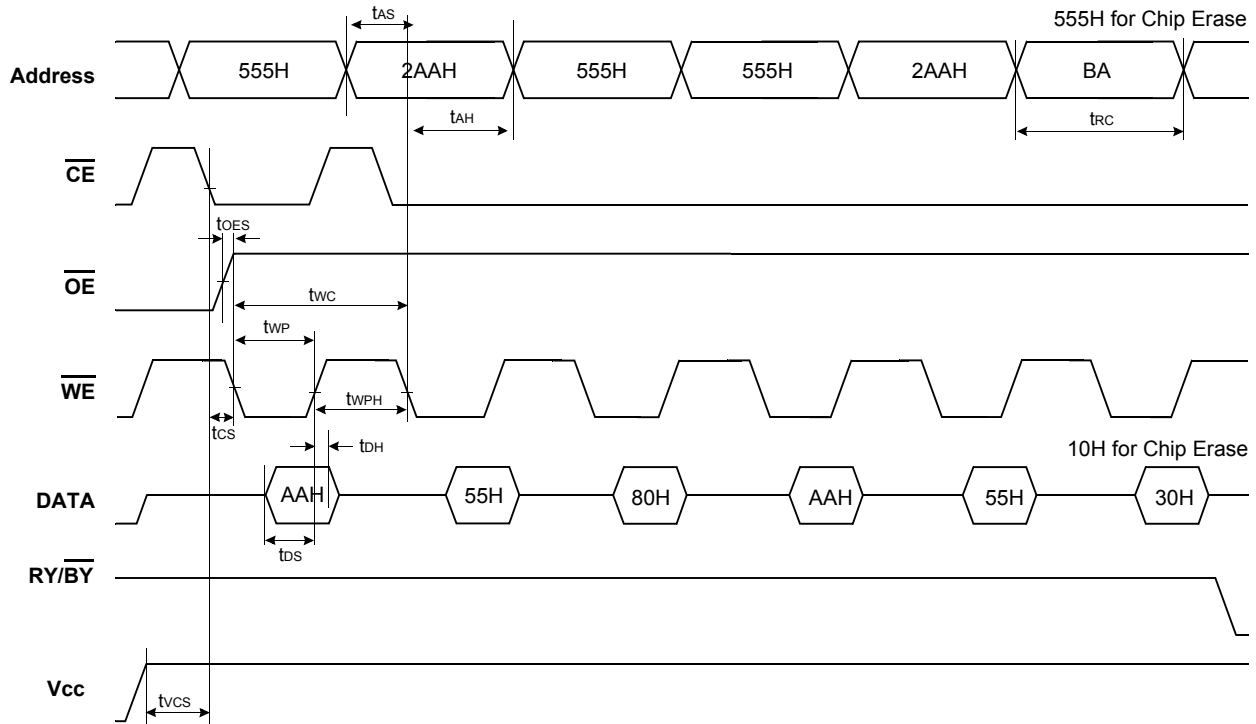 tAS
555H for Chip Erase
Address
555H
2AAH
555H
555H
2AAH
BA
tAH
tRC
CE
tOES
OE
tWC
tWP
WE
tWPH
tCS
tDH
10H for Chip Erase
DATA
AAH
55H
80H
AAH
55H
30H
tDS
RY/BY
Vcc
tVCS